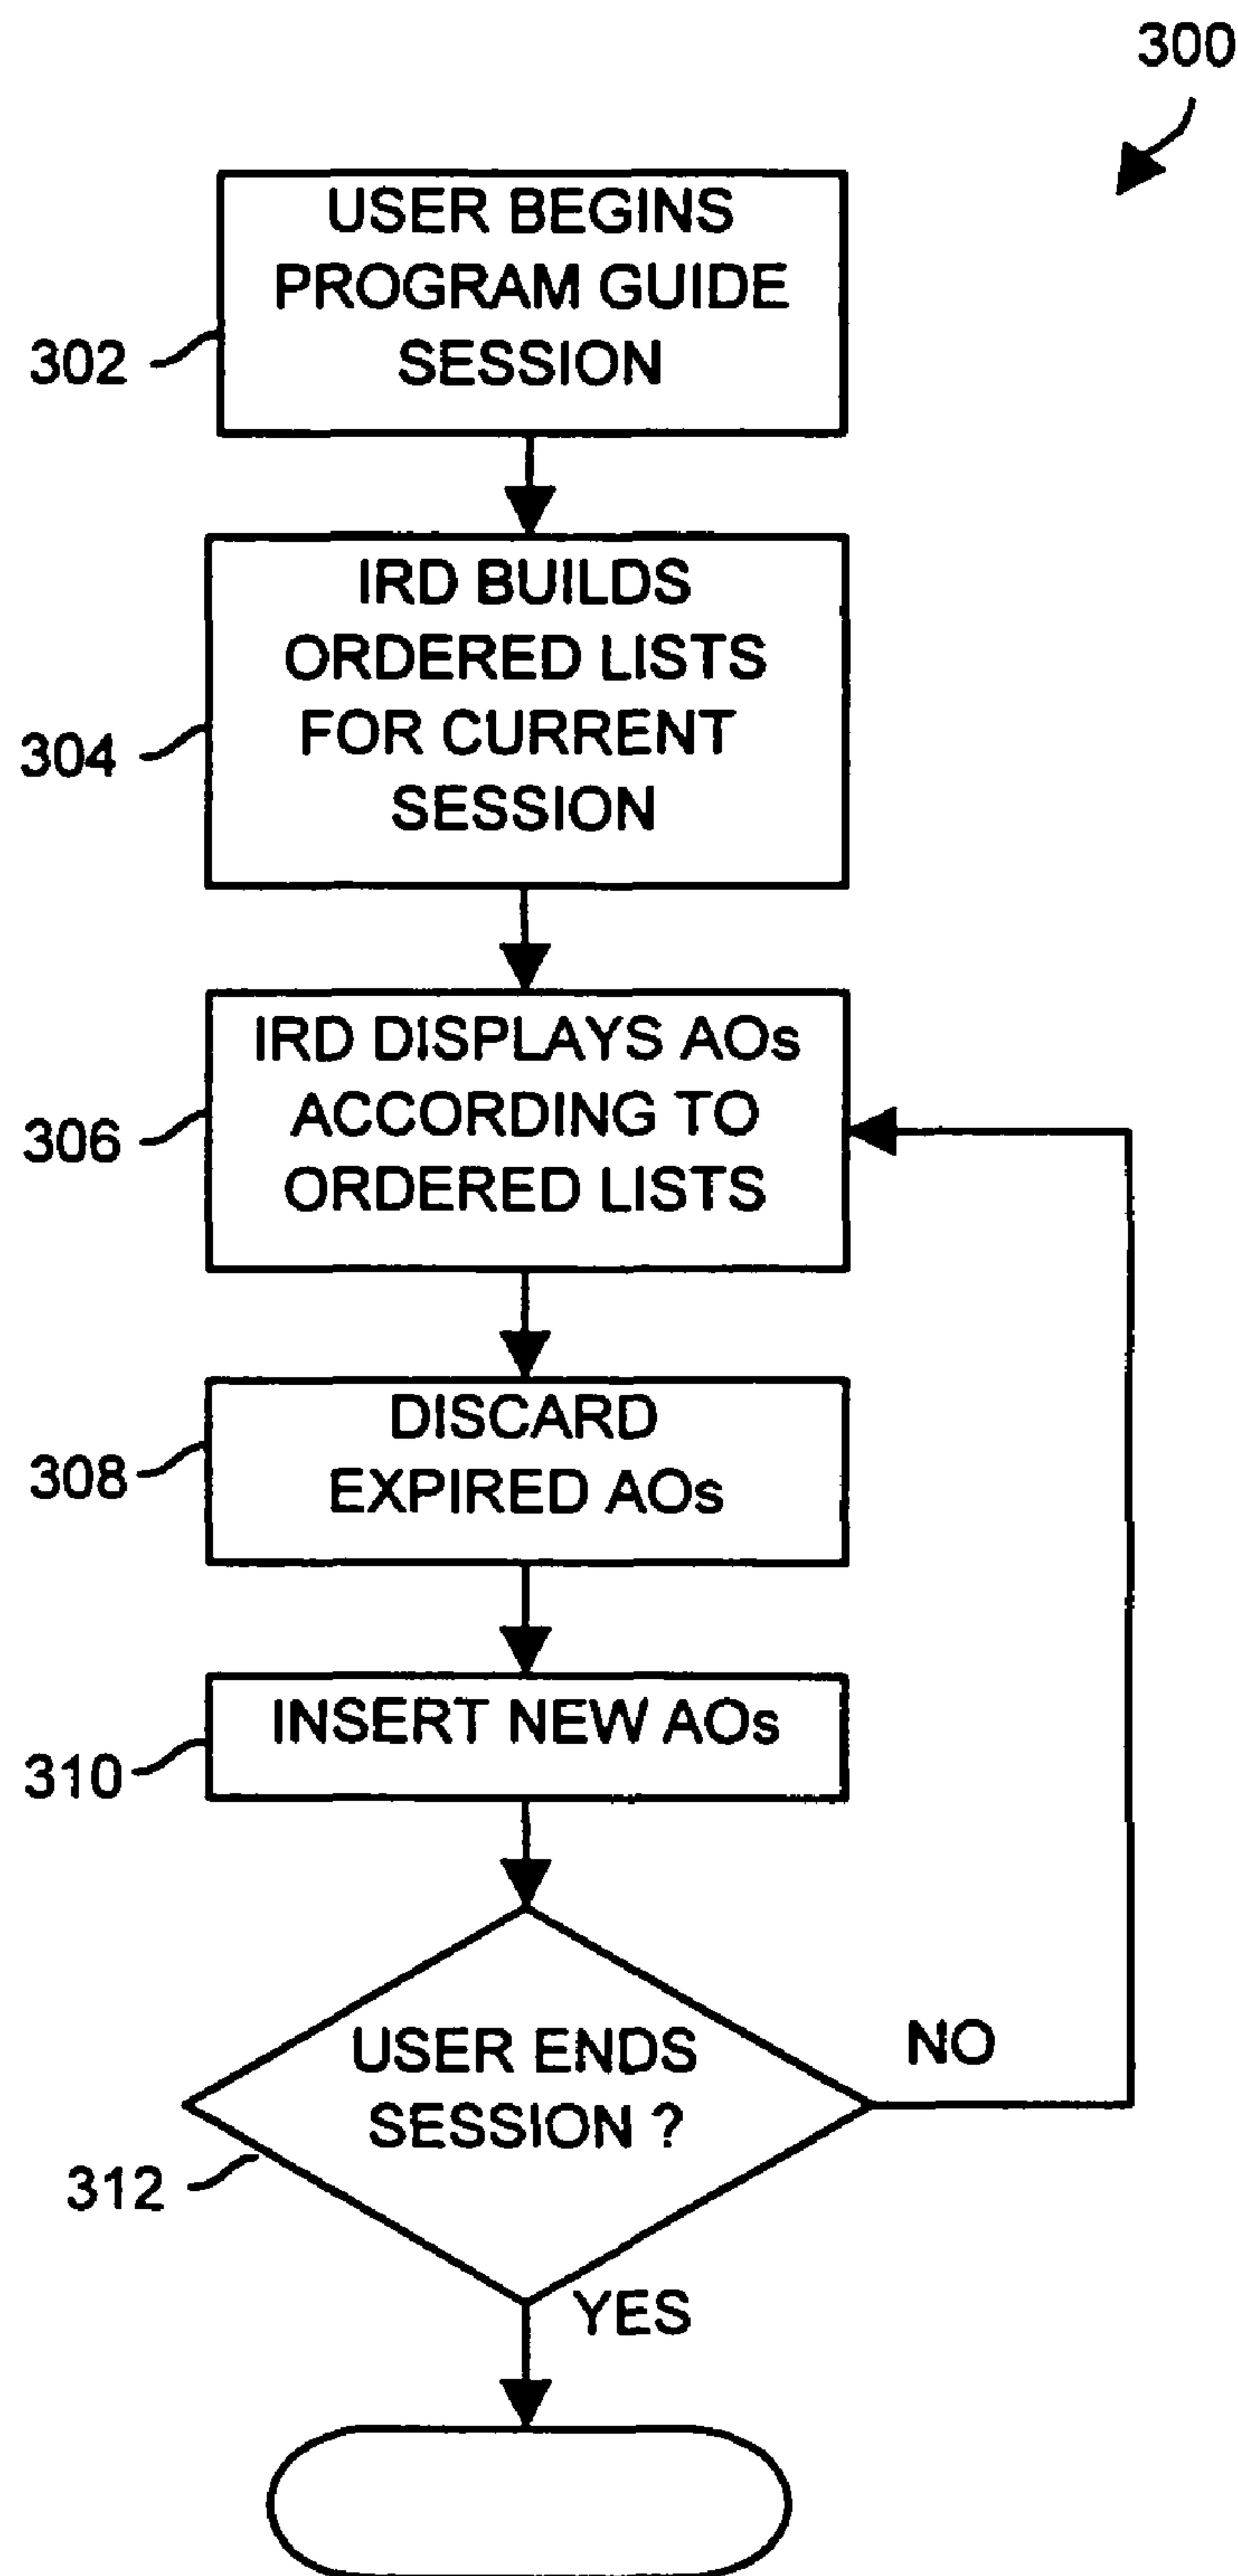 300
USER BEGINS
PROGRAM GUIDE
SESSION
302
IRD BUILDS
ORDERED LISTS
FOR CURRENT
SESSION
304
IRD DISPLAYS AOs
ACCORDING TO
ORDERED LISTS
306
DISCARD
EXPIRED AOs
308
INSERT NEW AOs
310
USER ENDS
SESSION ?
NO
312
YES